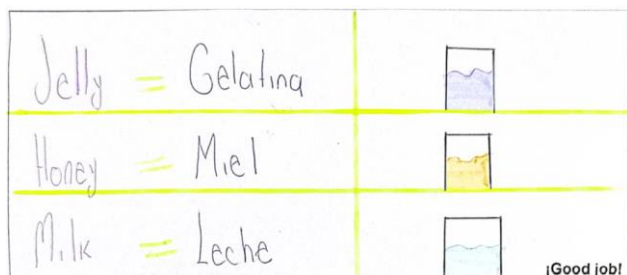 Jelly = Gelatina
Honey = Miel
Milk = Leche
¡Good job!